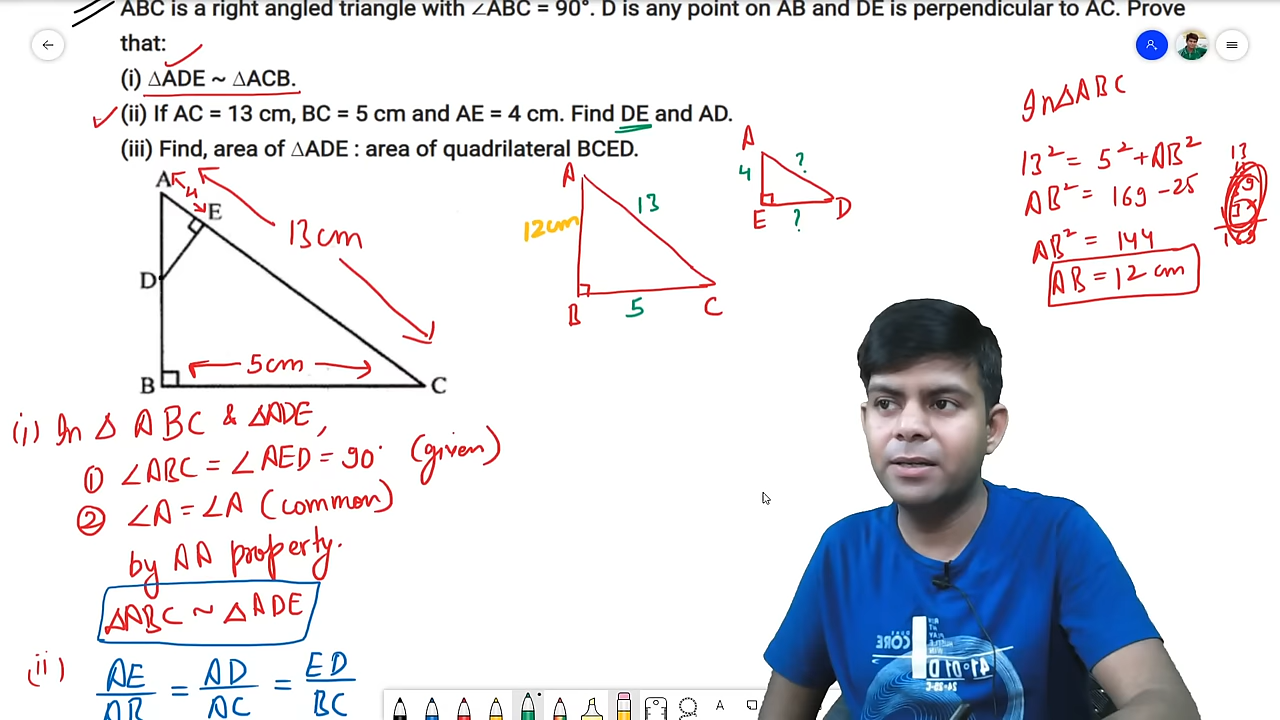 ABC is a right angled triangle with ∠ABC = 90°. D is any point on AB and DE is perpendicular to AC. Prove
that:
(i) △ADE ~ △ACB.
(ii) If AC = 13 cm, BC = 5 cm and AE = 4 cm. Find DE and AD.
(iii) Find, area of △ADE : area of quadrilateral BCED.
A
4
E
13cm
D
5cm
B
C
A
12cm
13
B
5
C
A
4
?
E
?
D
In △ABC
13² = 5² + AB²
AB² = 169 - 25
AB² = 144
AB = 12 cm
13
(i) In △ ABC & △ADE,
① ∠ABC = ∠AED = 90° (given)
② ∠A = ∠A (common)
by AA property.
△ABC ~ △ADE
(ii) AE/AB = AD/AC = ED/BC
A
CORE